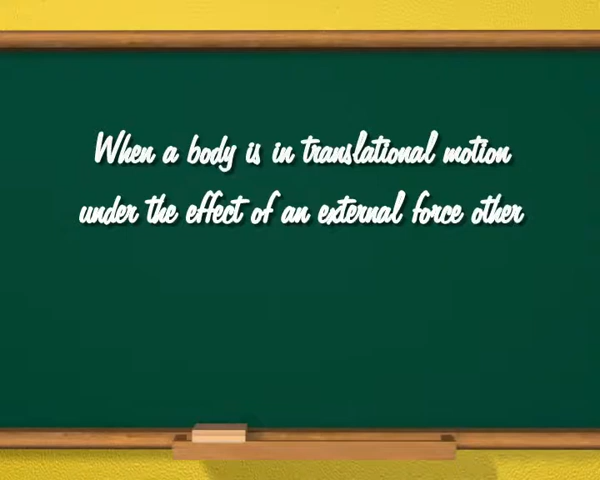 When a body is in translational motion
under the effect of an external force other